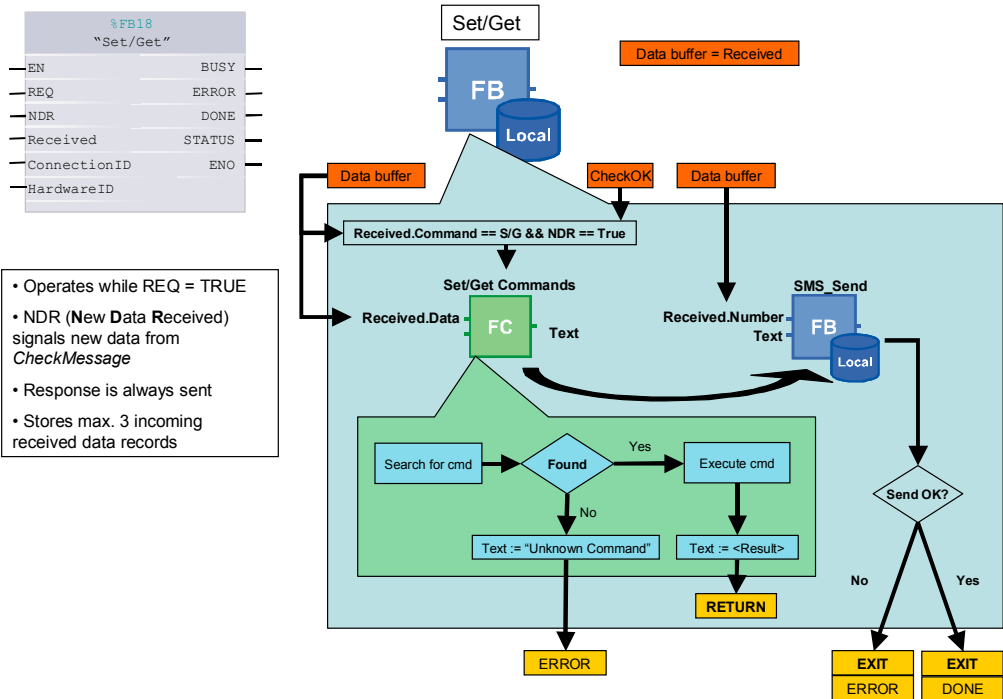 %FB18
“Set/Get”
EN
BUSY
REQ
ERROR
NDR
DONE
Received
STATUS
ConnectionID
ENO
HardwareID
Set/Get
FB
Local
Data buffer = Received
Data buffer
CheckOK
Data buffer
Received.Command == S/G && NDR == True
Set/Get Commands
Received.Data
FC
Text
SMS_Send
Received.Number
Text
FB
Local
• Operates while REQ = TRUE
• NDR (New Data Received)
signals new data from
CheckMessage
• Response is always sent
• Stores max. 3 incoming
received data records
Search for cmd
Found
Yes
Execute cmd
No
Text := “Unknown Command”
Text := <Result>
RETURN
ERROR
Send OK?
No
Yes
EXIT
ERROR
EXIT
DONE